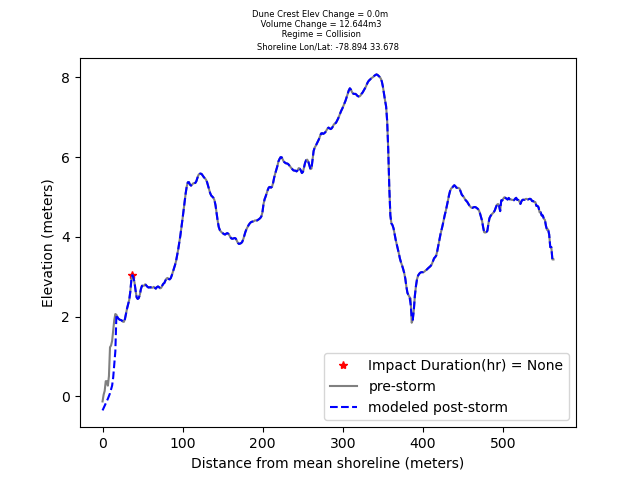 Dune Crest Elev Change = 0.0m
Volume Change = 12.644m3
Regime = Collision
Shoreline Lon/Lat: -78.894 33.678
8
6
4
2
0
Elevation (meters)
Impact Duration(hr) = None
pre-storm
modeled post-storm
0 100 200 300 400 500
Distance from mean shoreline (meters)